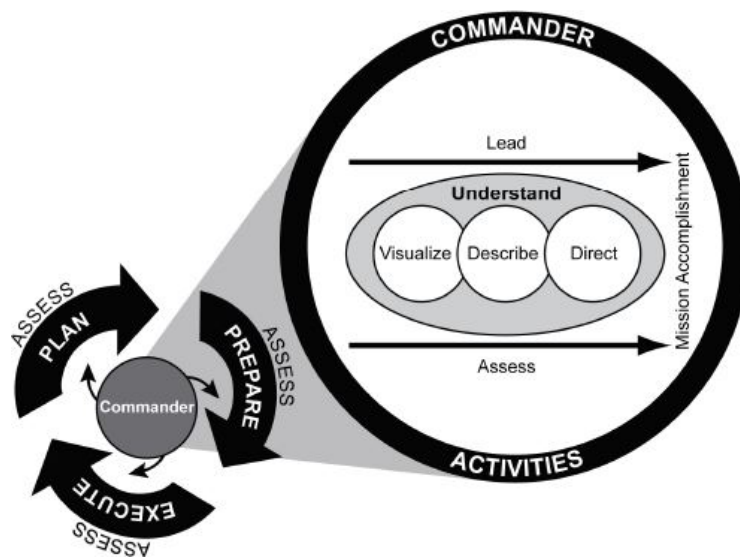 COMMANDER
Lead
Understand
Visualize
Describe
Direct
Assess
Mission Accomplishment
ACTIVITIES
ASSESS
PLAN
ASSESS
PREPARE
Commander
EXECUTE
ASSESS